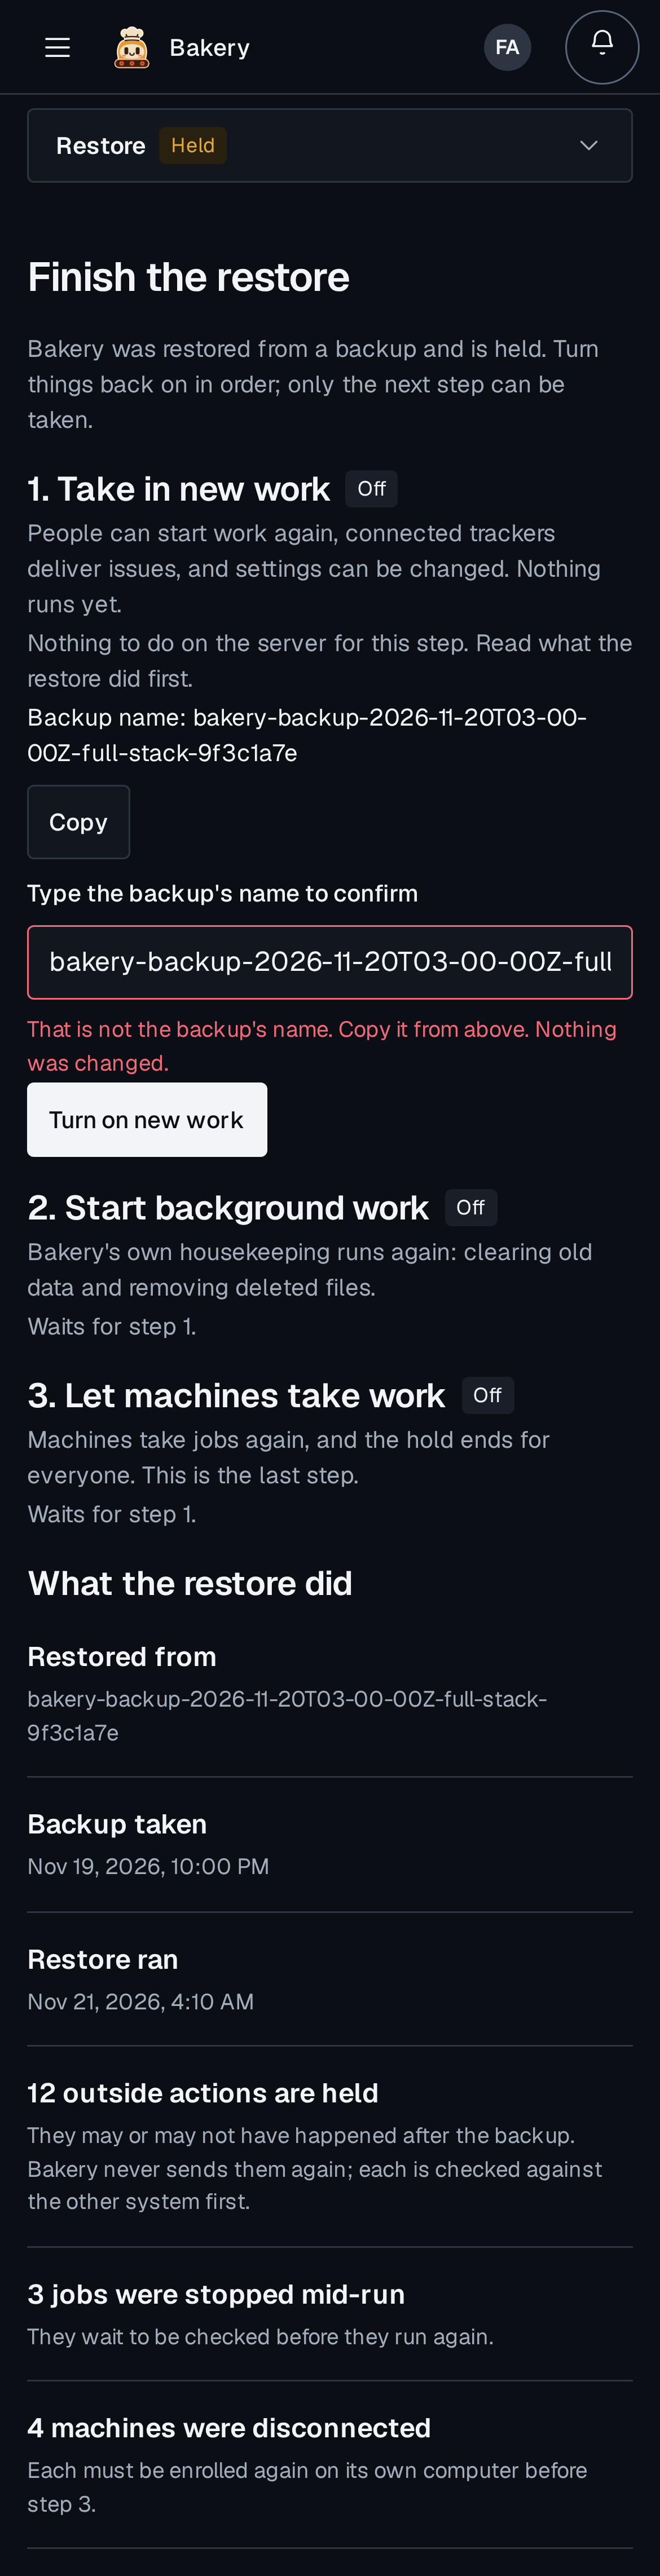 Bakery
FA
Restore Held
Finish the restore
Bakery was restored from a backup and is held. Turn
things back on in order; only the next step can be
taken.
1. Take in new work Off
People can start work again, connected trackers
deliver issues, and settings can be changed. Nothing
runs yet.
Nothing to do on the server for this step. Read what the
restore did first.
Backup name: bakery-backup-2026-11-20T03-00-
00Z-full-stack-9f3c1a7e
Copy
Type the backup's name to confirm
bakery-backup-2026-11-20T03-00-00Z-full
That is not the backup's name. Copy it from above. Nothing
was changed.
Turn on new work
2. Start background work Off
Bakery's own housekeeping runs again: clearing old
data and removing deleted files.
Waits for step 1.
3. Let machines take work Off
Machines take jobs again, and the hold ends for
everyone. This is the last step.
Waits for step 1.
What the restore did
Restored from
bakery-backup-2026-11-20T03-00-00Z-full-stack-
9f3c1a7e
Backup taken
Nov 19, 2026, 10:00 PM
Restore ran
Nov 21, 2026, 4:10 AM
12 outside actions are held
They may or may not have happened after the backup.
Bakery never sends them again; each is checked against
the other system first.
3 jobs were stopped mid-run
They wait to be checked before they run again.
4 machines were disconnected
Each must be enrolled again on its own computer before
step 3.